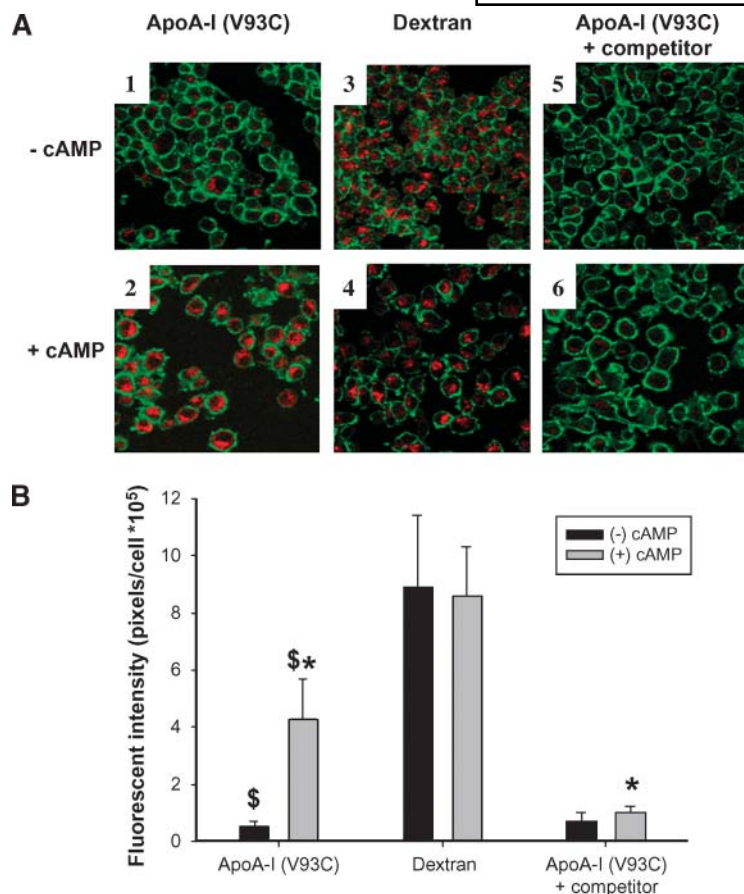 A
ApoA-I (V93C)
Dextran
ApoA-I (V93C)
+ competitor
- cAMP
1
3
5
+ cAMP
2
4
6
B
Fluorescent intensity (pixels/cell *10⁵)
12
10
8
6
4
2
0
(-) cAMP
(+) cAMP
$
$*
*
ApoA-I (V93C)
Dextran
ApoA-I (V93C)
+ competitor